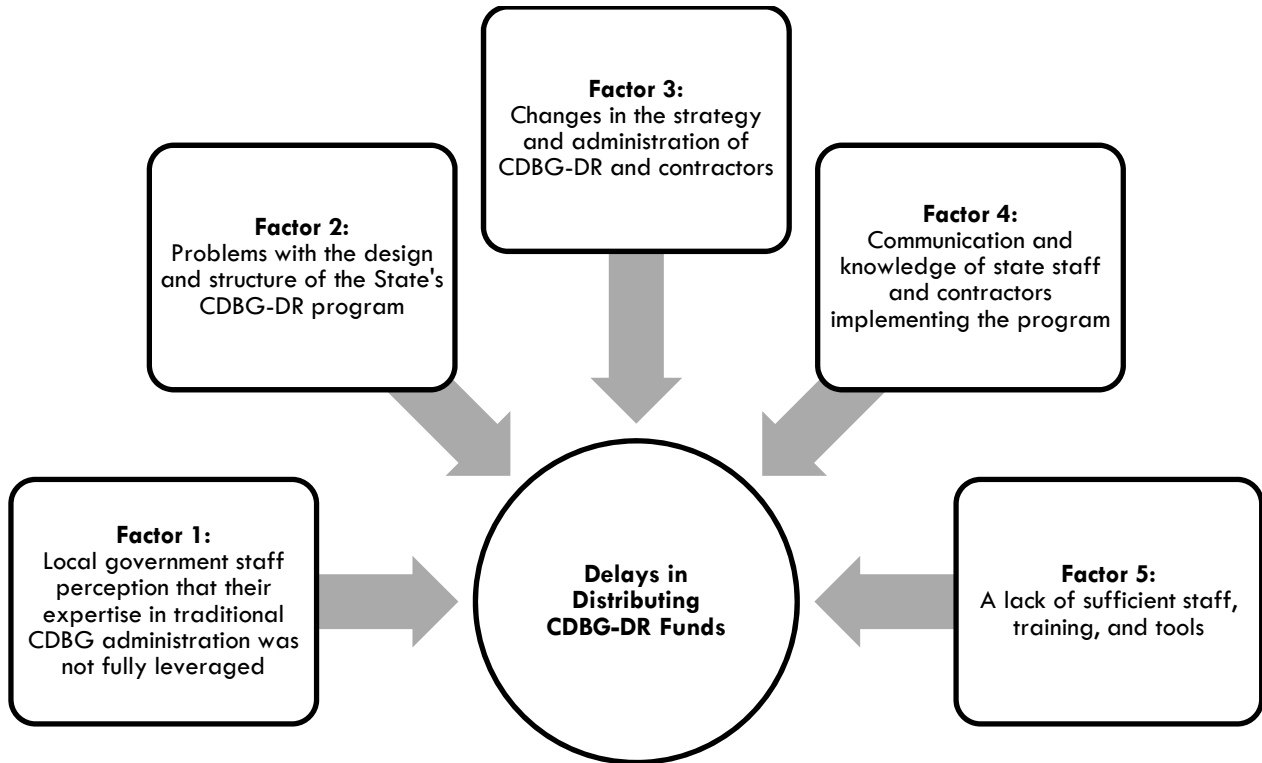 Factor 1:
Local government staff
perception that their
expertise in traditional
CDBG administration was
not fully leveraged
Factor 2:
Problems with the design
and structure of the State's
CDBG-DR program
Factor 3:
Changes in the strategy
and administration of
CDBG-DR and contractors
Factor 4:
Communication and
knowledge of state staff
and contractors
implementing the program
Factor 5:
A lack of sufficient staff,
training, and tools
Delays in
Distributing
CDBG-DR Funds